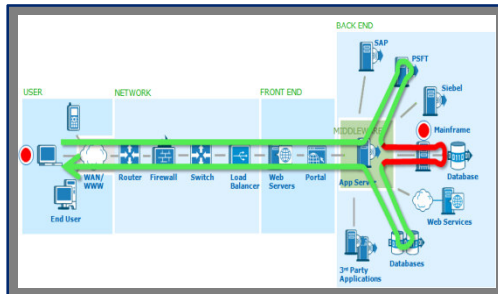 BACK END
SAP
PSFT
Siebel
USER
NETWORK
FRONT END
MIDDLEWARE
Mainframe
WAN/
WWW
Router
Firewall
Switch
Load
Balancer
Web
Servers
Portal
App Server
Database
End User
Web Services
Databases
3rd Party
Applications